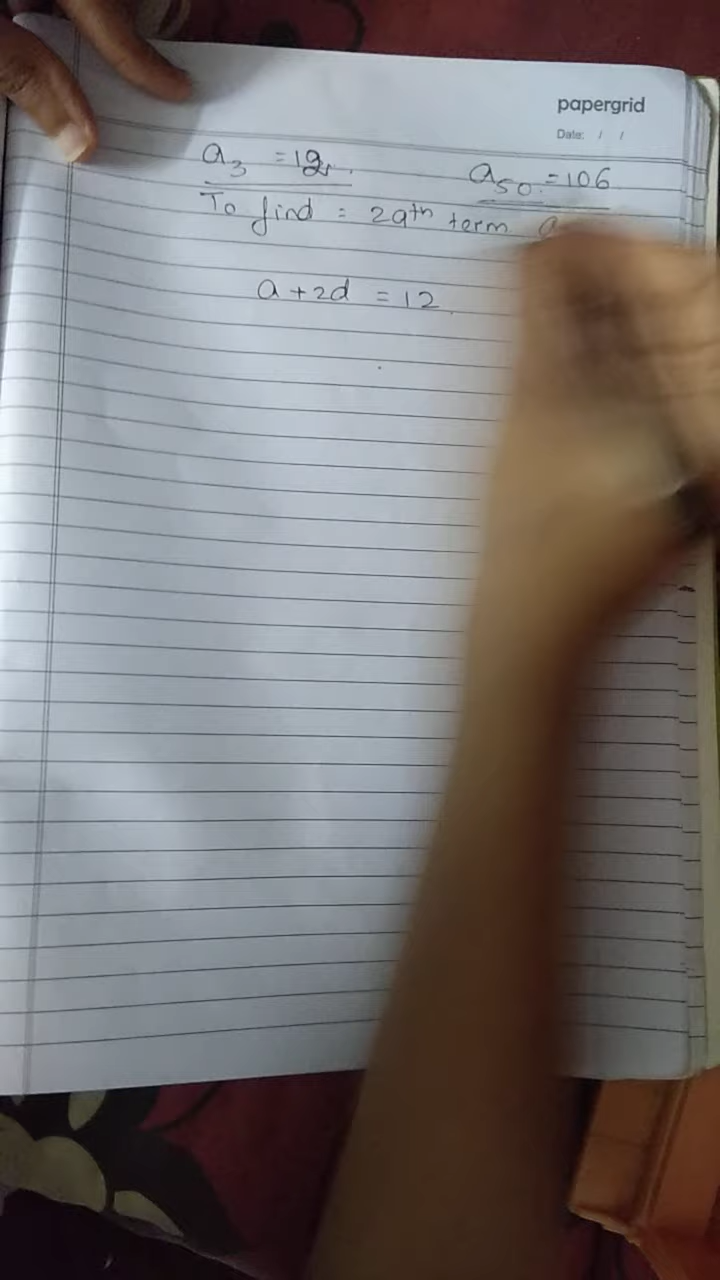 papergrid
Date: / /
a₃ = 12. a₅₀ = 106
To find = 29th term
a + 2d = 12.